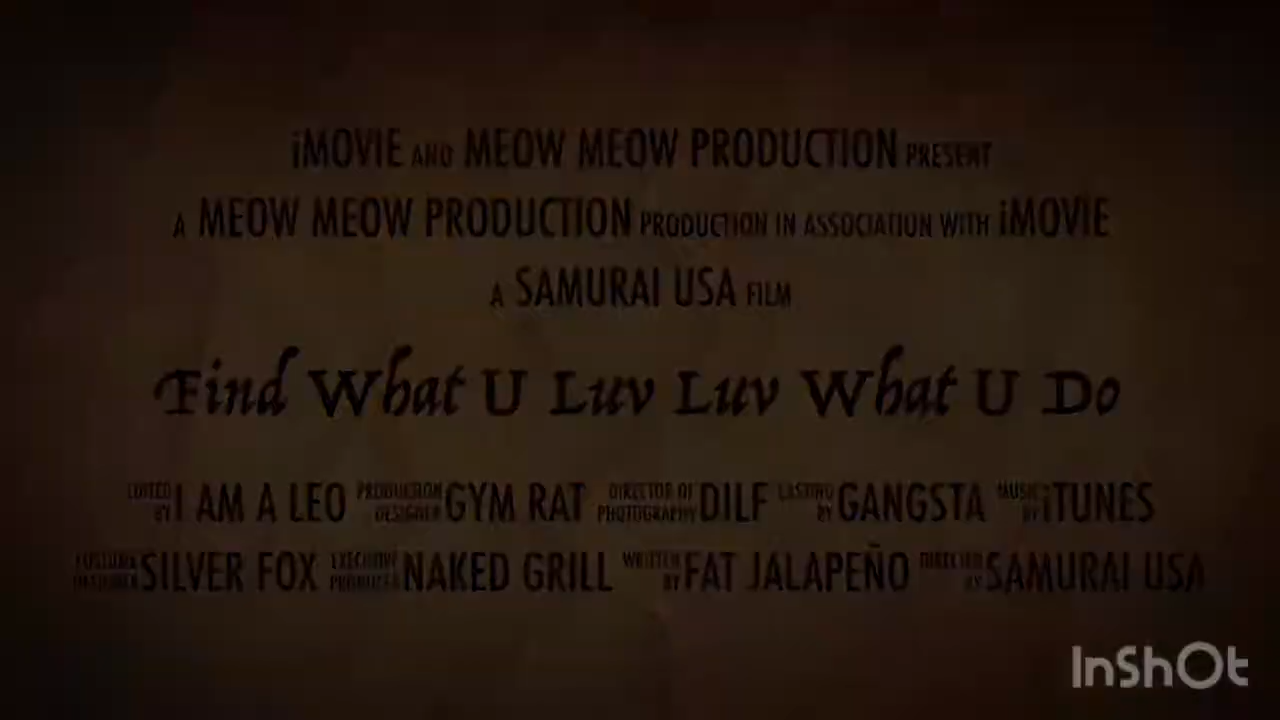 iMOVIE AND MEOW MEOW PRODUCTION PRESENT
A MEOW MEOW PRODUCTION PRODUCTION IN ASSOCIATION WITH iMOVIE
A SAMURAI USA FILM
Find What U Luv Luv What U Do
EDITED BY I AM A LEO PRODUCTION DESIGNER GYM RAT DIRECTOR OF PHOTOGRAPHY DILF CASTING BY GANGSTA MUSIC BY iTUNES
COSTUME DESIGNER SILVER FOX EXECUTIVE PRODUCER NAKED GRILL WRITTEN BY FAT JALAPEÑO DIRECTED BY SAMURAI USA
InShOt